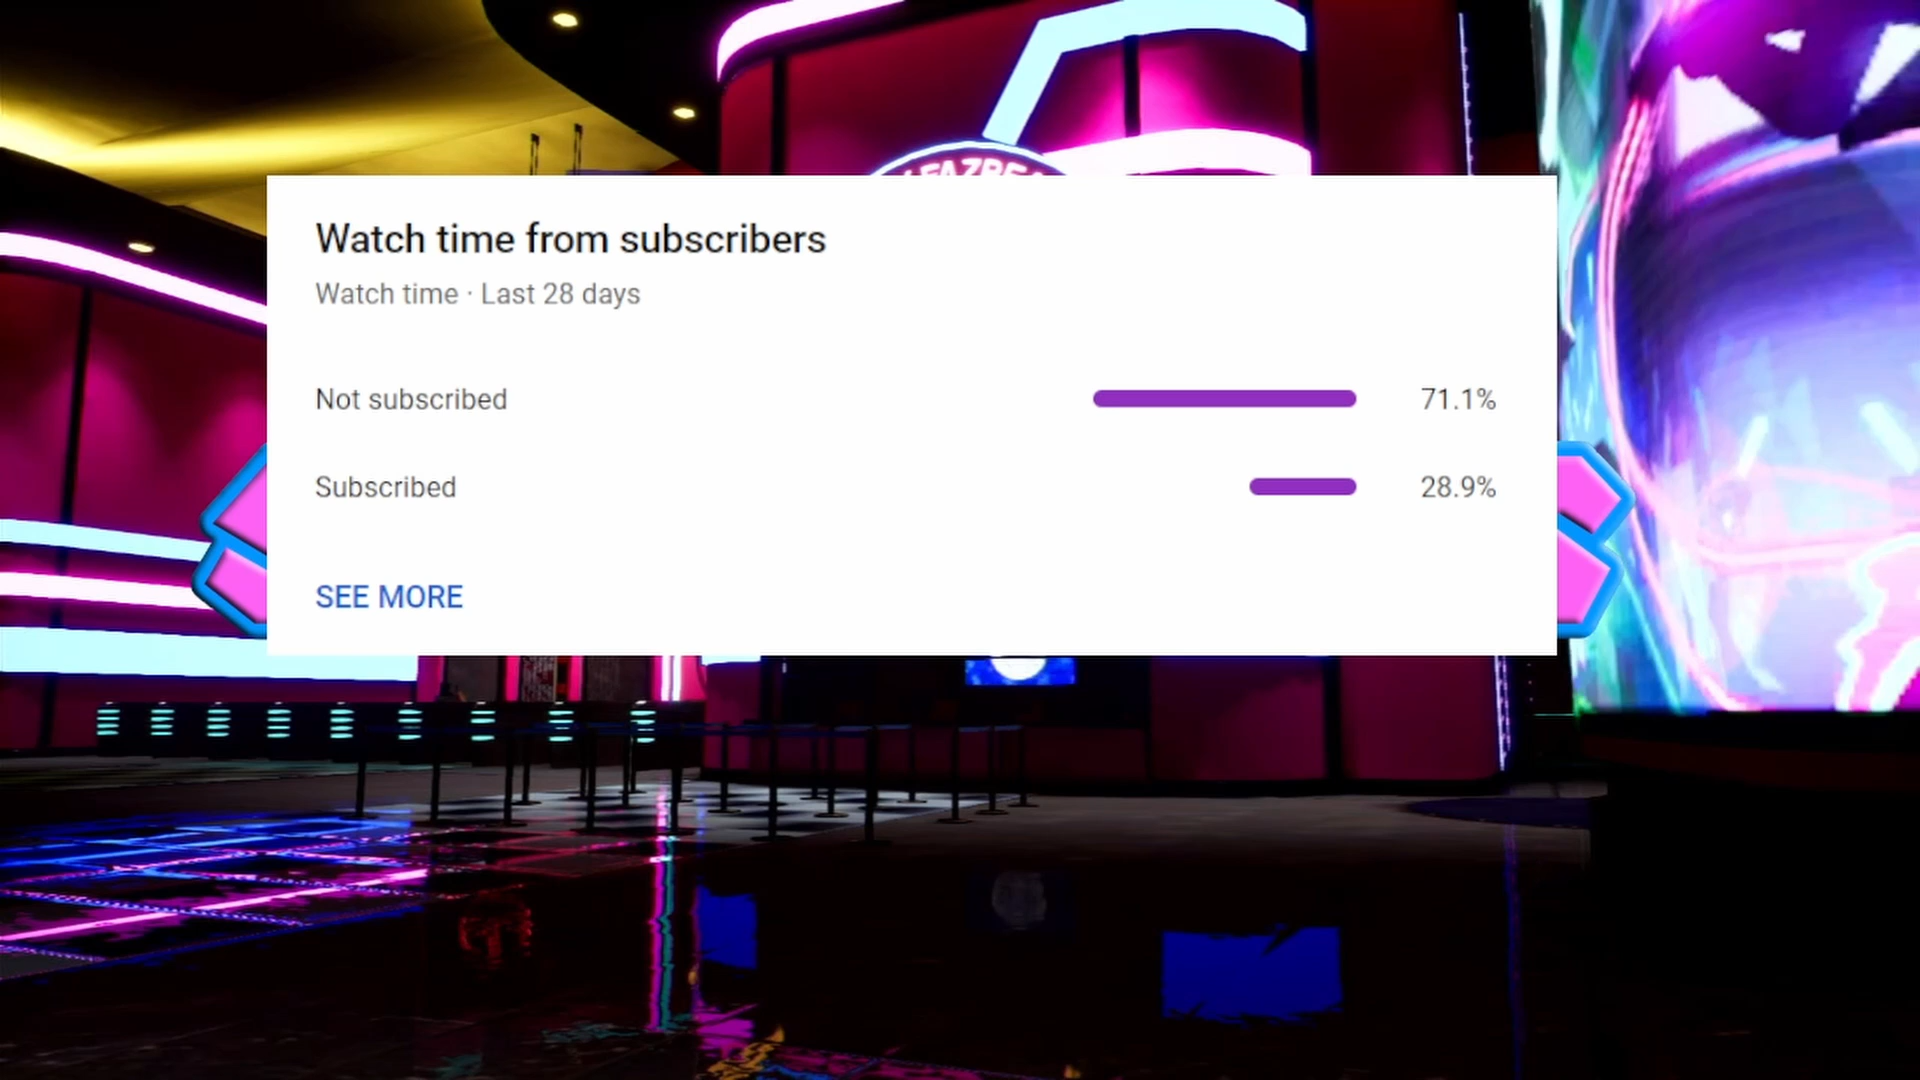 Watch time from subscribers
Watch time · Last 28 days
Not subscribed 71.1%
Subscribed 28.9%
SEE MORE